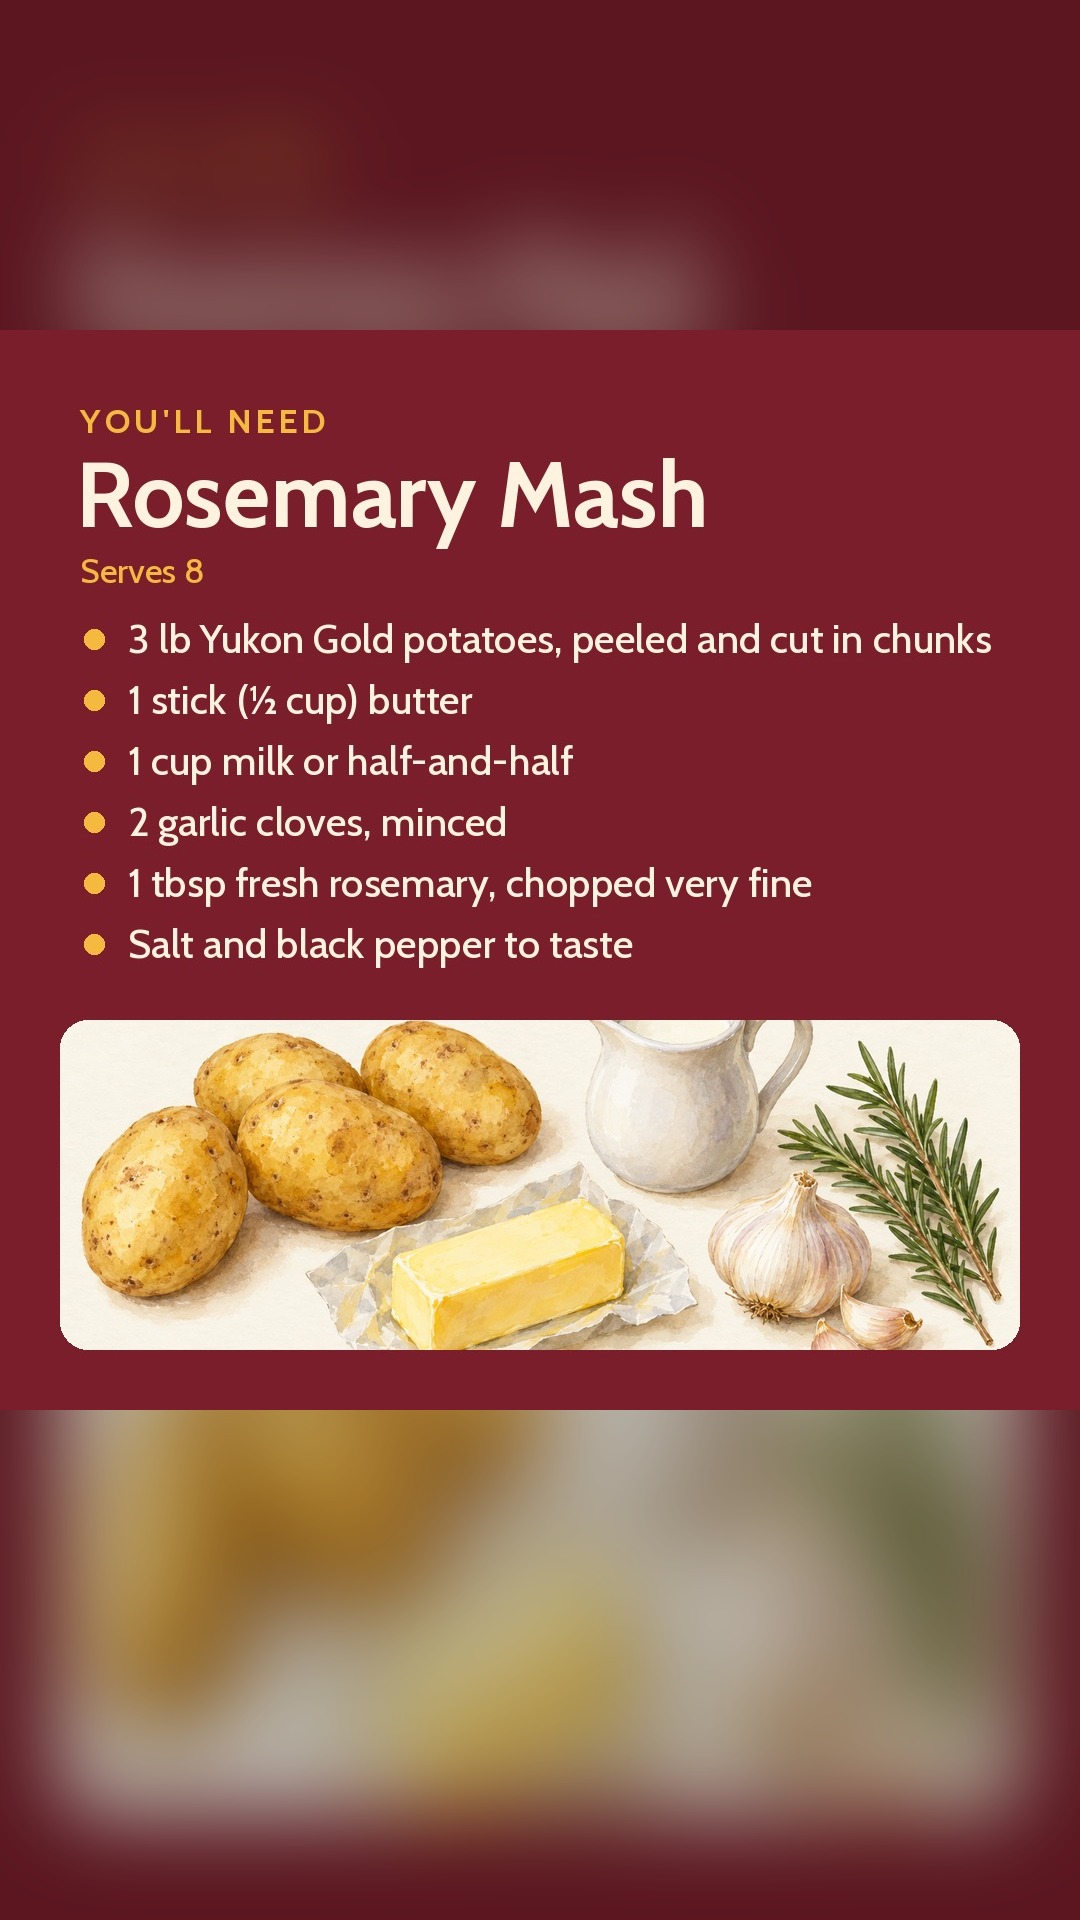 YOU'LL NEED
Rosemary Mash
Serves 8
3 lb Yukon Gold potatoes, peeled and cut in chunks
1 stick (½ cup) butter
1 cup milk or half-and-half
2 garlic cloves, minced
1 tbsp fresh rosemary, chopped very fine
Salt and black pepper to taste